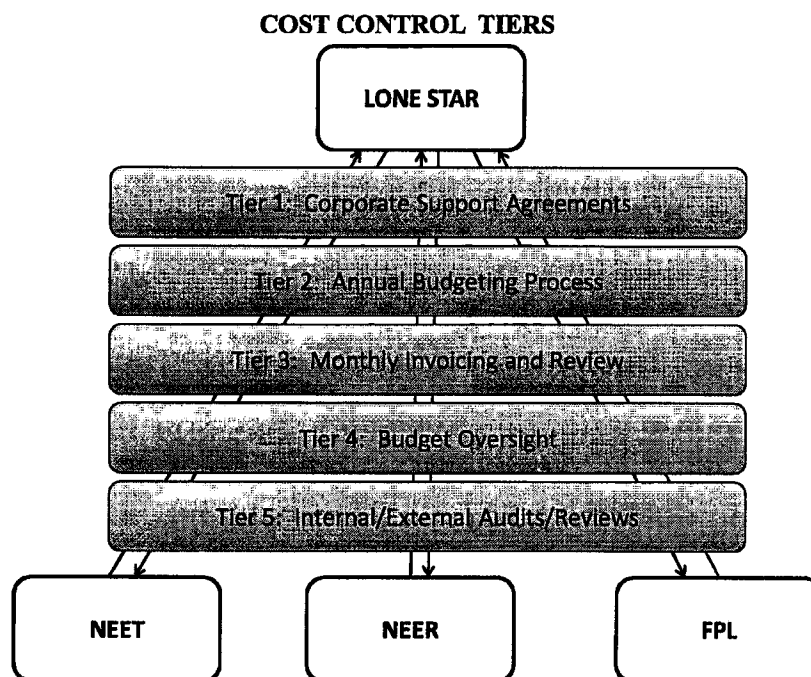 COST CONTROL TIERS
LONE STAR
Tier 1: Corporate Support Agreements
Tier 2: Annual Budgeting Process
Tier 3: Monthly Invoicing and Review
Tier 4: Budget Oversight
Tier 5: Internal/External Audits/Reviews
NEET NEER FPL